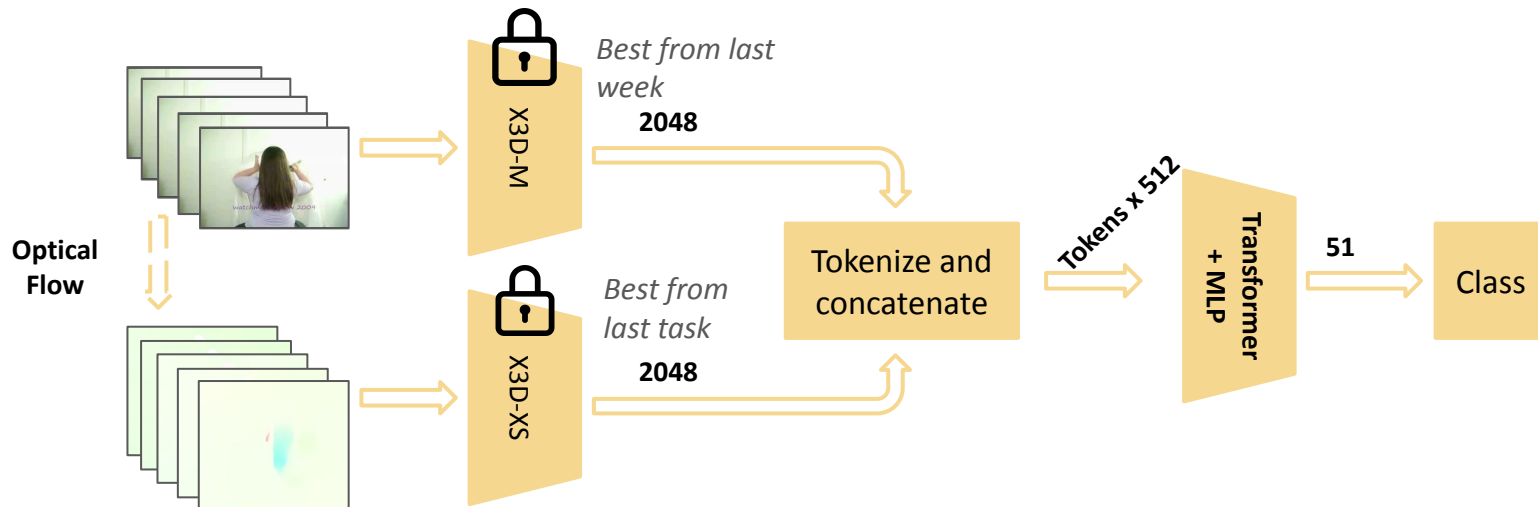 Best from last
week
2048
X3D-M
Optical
Flow
Best from
last task
2048
X3D-XS
Tokenize and
concatenate
Tokens x 512
Transformer
+ MLP
51
Class